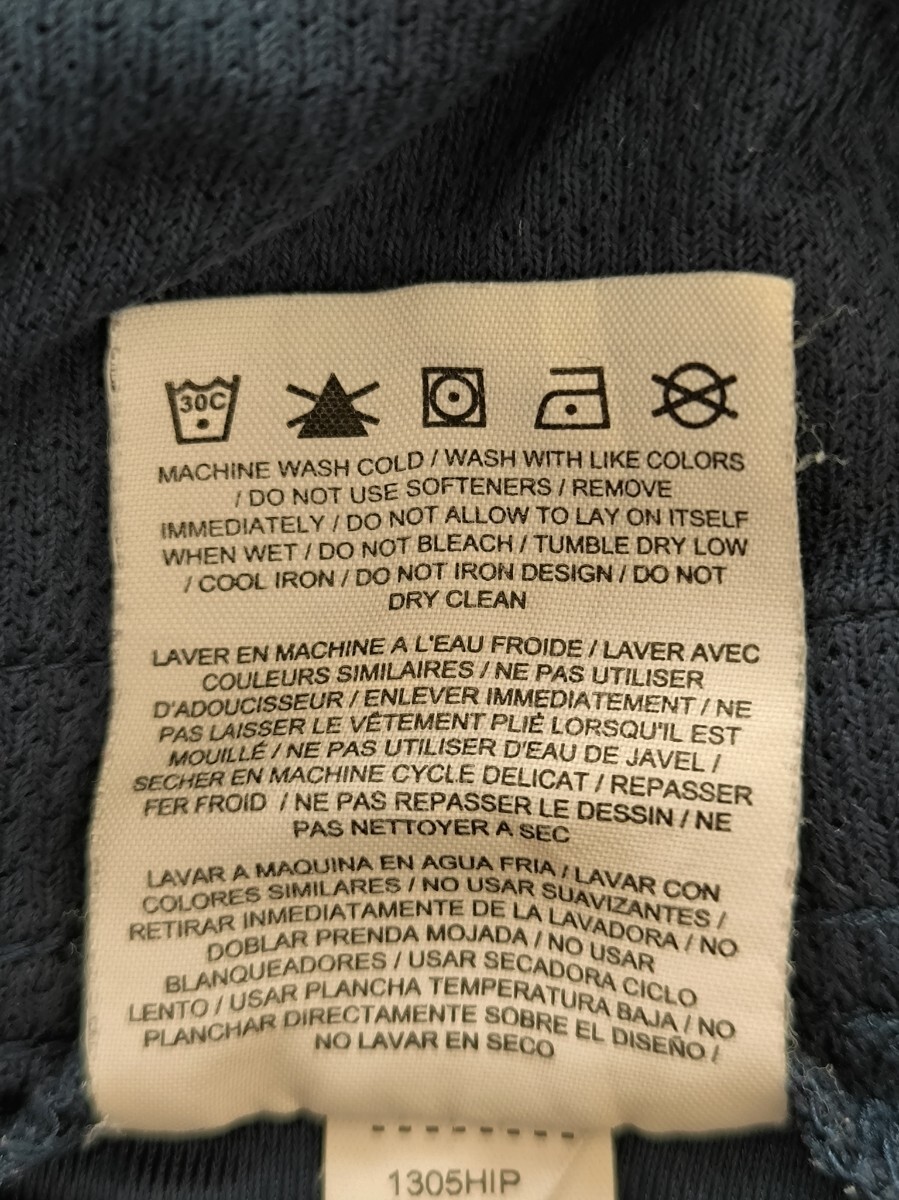 30C
MACHINE WASH COLD / WASH WITH LIKE COLORS
/ DO NOT USE SOFTENERS / REMOVE
IMMEDIATELY / DO NOT ALLOW TO LAY ON ITSELF
WHEN WET / DO NOT BLEACH / TUMBLE DRY LOW
/ COOL IRON / DO NOT IRON DESIGN / DO NOT
DRY CLEAN
LAVER EN MACHINE A L'EAU FROIDE / LAVER AVEC
COULEURS SIMILAIRES / NE PAS UTILISER
D'ADOUCISSEUR / ENLEVER IMMEDIATEMENT / NE
PAS LAISSER LE VÊTEMENT PLIÉ LORSQU'IL EST
MOUILLÉ / NE PAS UTILISER D'EAU DE JAVEL /
SECHER EN MACHINE CYCLE DELICAT / REPASSER
FER FROID / NE PAS REPASSER LE DESSIN / NE
PAS NETTOYER A SEC
LAVAR A MAQUINA EN AGUA FRIA / LAVAR CON
COLORES SIMILARES / NO USAR SUAVIZANTES /
RETIRAR INMEDIATAMENTE DE LA LAVADORA / NO
DOBLAR PRENDA MOJADA / NO USAR
BLANQUEADORES / USAR SECADORA CICLO
LENTO / USAR PLANCHA TEMPERATURA BAJA / NO
PLANCHAR DIRECTAMENTE SOBRE EL DISEÑO /
NO LAVAR EN SECO
1305HIP